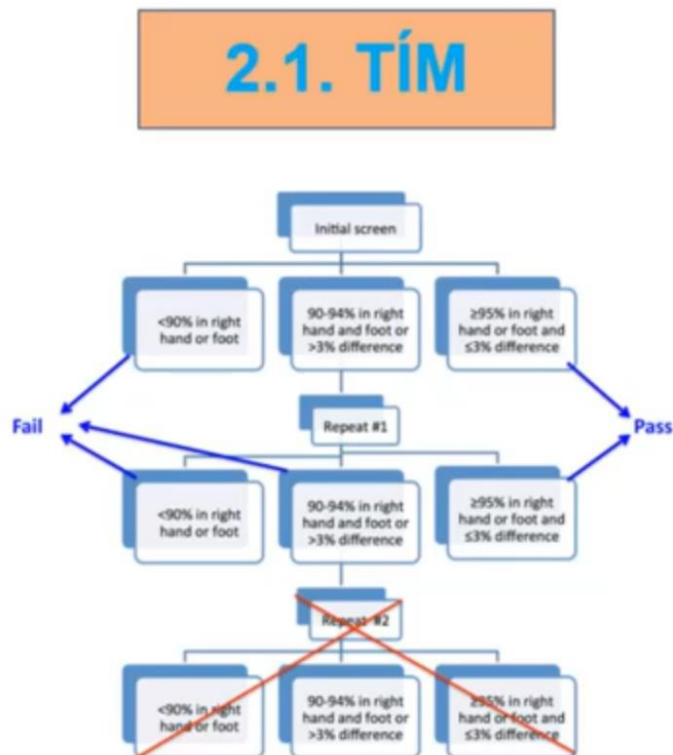 2.1. TÍM
Initial screen
<90% in right
hand or foot
90-94% in right
hand and foot or
>3% difference
≥95% in right
hand or foot and
≤3% difference
Fail
Pass
Repeat #1
<90% in right
hand or foot
90-94% in right
hand and foot or
>3% difference
≥95% in right
hand or foot and
≤3% difference
Repeat #2
<90% in right
hand or foot
90-94% in right
hand and foot or
>3% difference
≥95% in right
hand or foot and
≤3% difference